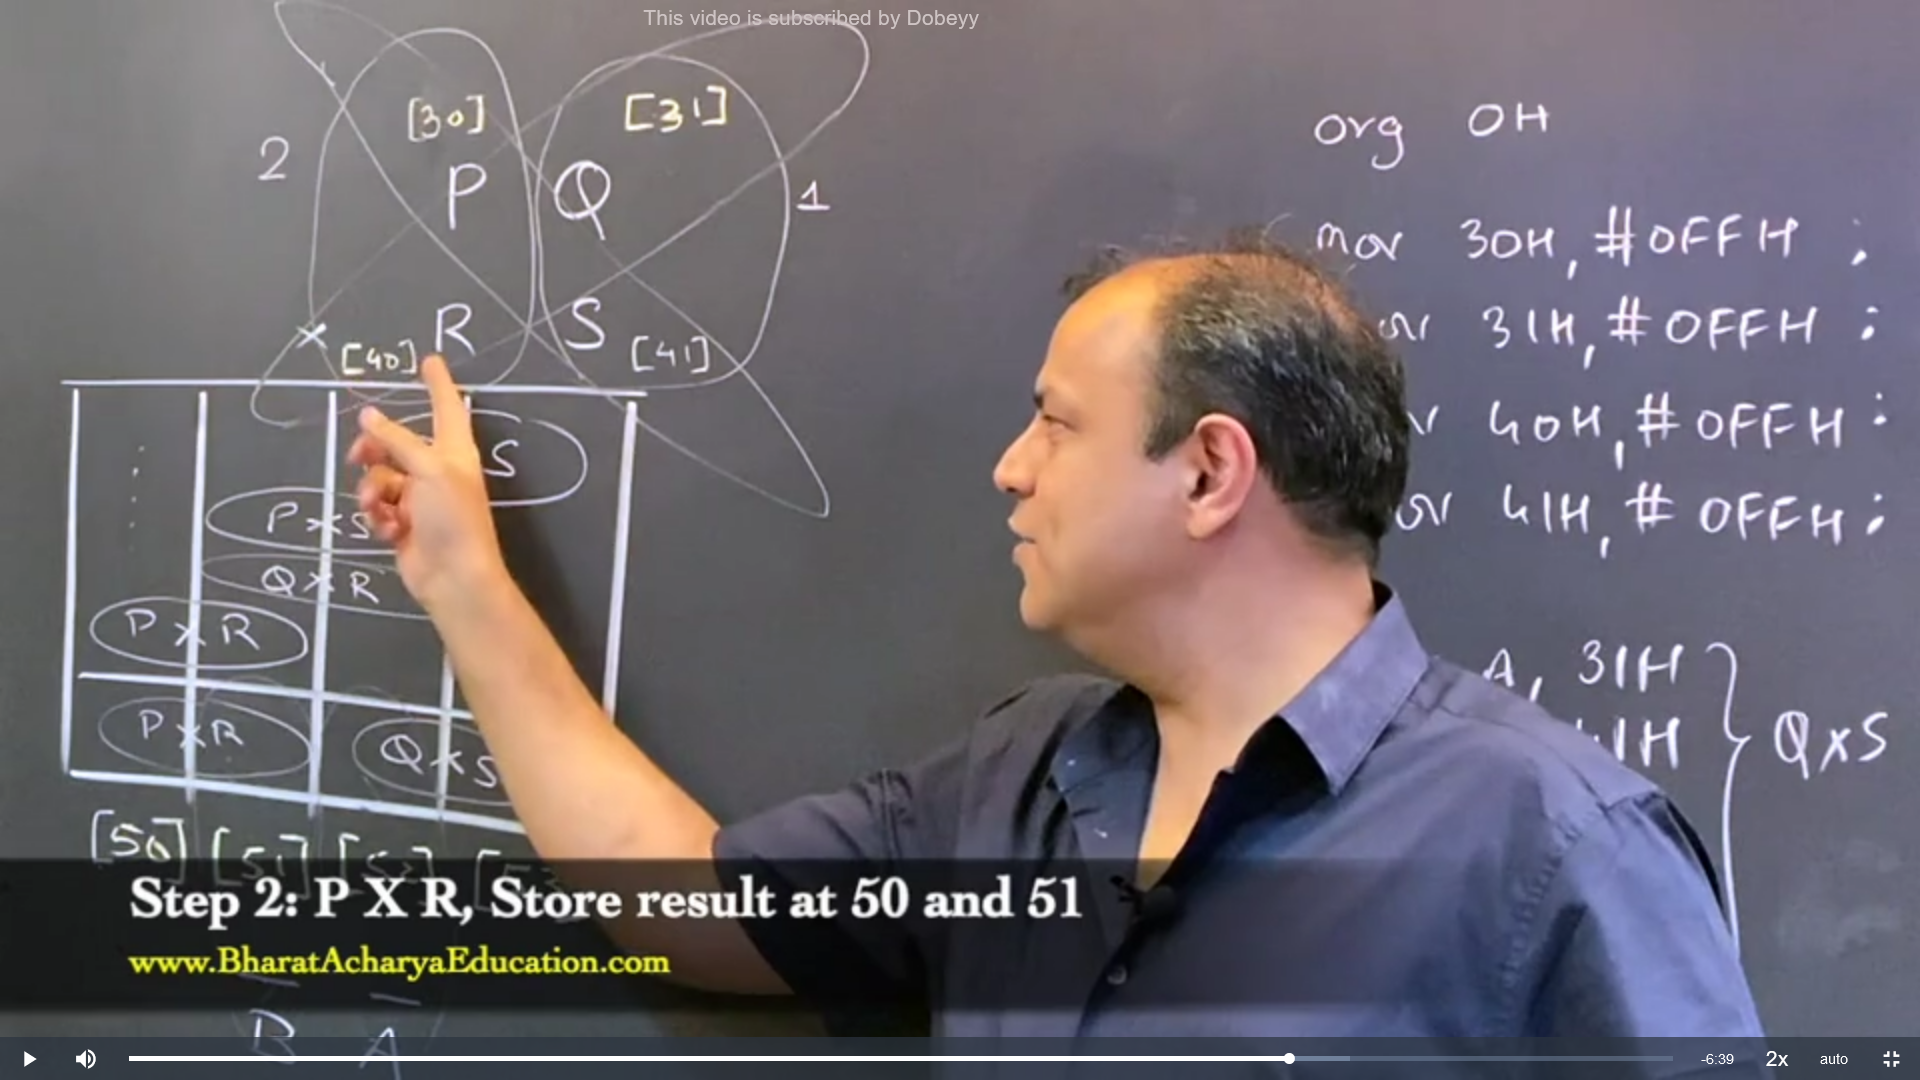 This video is subscribed by Dobeyy
[30] [31]
2 P Q 1
R S
× [40] [41]
S
P × S
Q × R
P × R
P × R Q × S
[50] [51] [52]
B A
org 0H
mov 30H, #0FFH ;
31H, #0FFH ;
40H, #0FFH ;
41H, #0FFH ;
A, 31H
Q×S
Step 2: P X R, Store result at 50 and 51
www.BharatAcharyaEducation.com
-6:39 2x auto